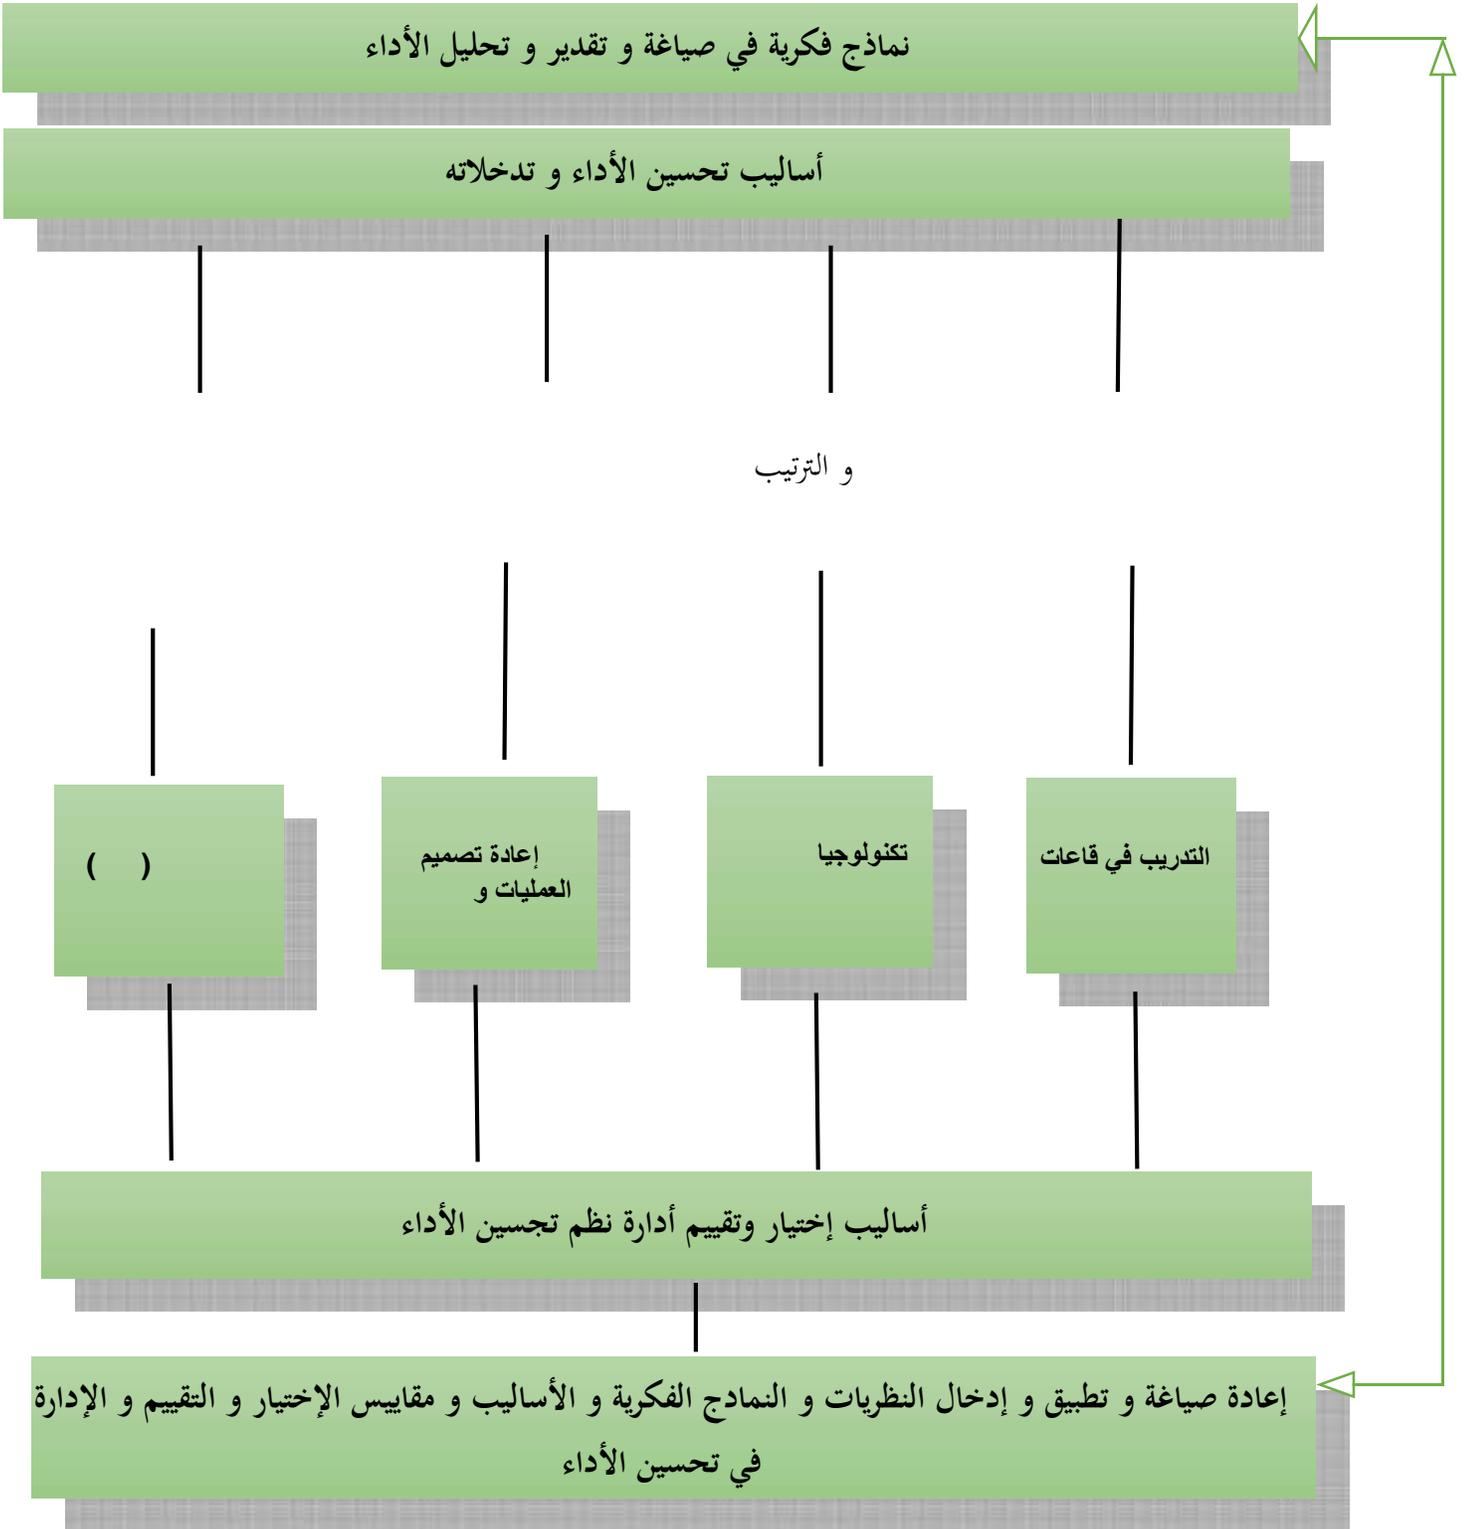 نماذج فكرية في صياغة و تقدير و تحليل الأداء
أساليب تحسين الأداء و تدخلاته
و الترتيب
التدريب في قاعات
تكنولوجيا
إعادة تصميم
العمليات و
(    )
أساليب إختيار وتقييم أدارة نظم تجسين الأداء
إعادة صياغة و تطبيق و إدخال النظريات و النمادج الفكرية و الأساليب و مقاييس الإختيار و التقييم و الإدارة
في تحسين الأداء